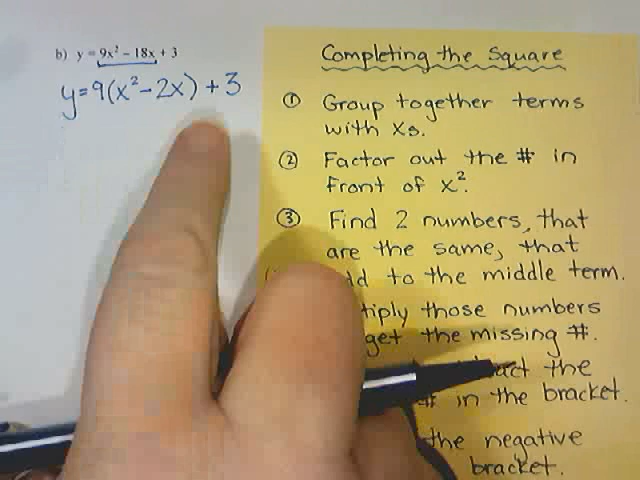 b) y = 9x² − 18x + 3
y=9(x²−2x)+3
Completing the Square
① Group together terms
with xs.
② Factor out the # in
front of x².
③ Find 2 numbers, that
are the same, that
to the middle term.
those numbers
get the missing #.
the
# in the bracket.
the negative
bracket.